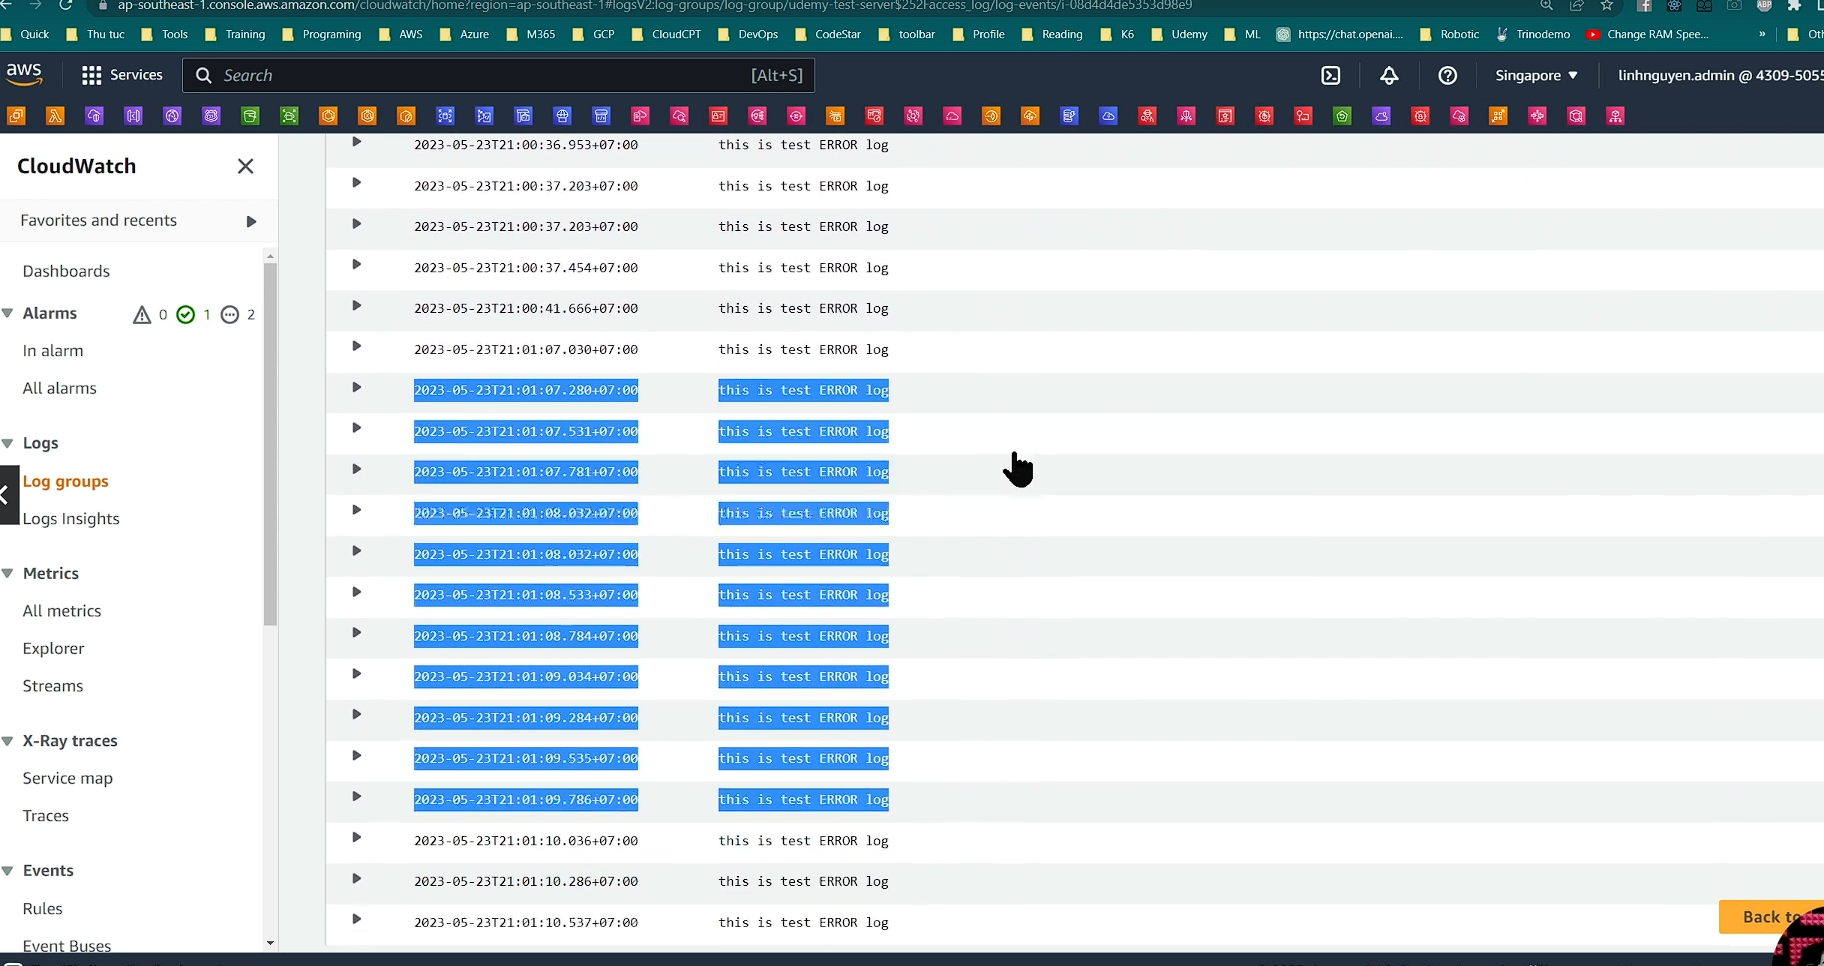 ap-southeast-1.console.aws.amazon.com/cloudwatch/home?region=ap-southeast-1#logsV2:log-groups/log-group/udemy-test-server$252Faccess_log/log-events/i-08d4d4de5353d98e9
Quick Thu tuc Tools Training Programing AWS Azure M365 GCP CloudCPT DevOps CodeStar toolbar Profile Reading K6 Udemy ML https://chat.openai.... Robotic Trinodemo Change RAM Spee... »
aws Services Search [Alt+S] Singapore ▼ linhnguyen.admin @ 4309-5055
CloudWatch
Favorites and recents
Dashboards
Alarms 0 1 2
In alarm
All alarms
Logs
Log groups
Logs Insights
Metrics
All metrics
Explorer
Streams
X-Ray traces
Service map
Traces
Events
Rules
Event Buses
2023-05-23T21:00:36.953+07:00 this is test ERROR log
2023-05-23T21:00:37.203+07:00 this is test ERROR log
2023-05-23T21:00:37.203+07:00 this is test ERROR log
2023-05-23T21:00:37.454+07:00 this is test ERROR log
2023-05-23T21:00:41.666+07:00 this is test ERROR log
2023-05-23T21:01:07.030+07:00 this is test ERROR log
2023-05-23T21:01:07.280+07:00 this is test ERROR log
2023-05-23T21:01:07.531+07:00 this is test ERROR log
2023-05-23T21:01:07.781+07:00 this is test ERROR log
2023-05-23T21:01:08.032+07:00 this is test ERROR log
2023-05-23T21:01:08.032+07:00 this is test ERROR log
2023-05-23T21:01:08.533+07:00 this is test ERROR log
2023-05-23T21:01:08.784+07:00 this is test ERROR log
2023-05-23T21:01:09.034+07:00 this is test ERROR log
2023-05-23T21:01:09.284+07:00 this is test ERROR log
2023-05-23T21:01:09.535+07:00 this is test ERROR log
2023-05-23T21:01:09.786+07:00 this is test ERROR log
2023-05-23T21:01:10.036+07:00 this is test ERROR log
2023-05-23T21:01:10.286+07:00 this is test ERROR log
2023-05-23T21:01:10.537+07:00 this is test ERROR log
Back to